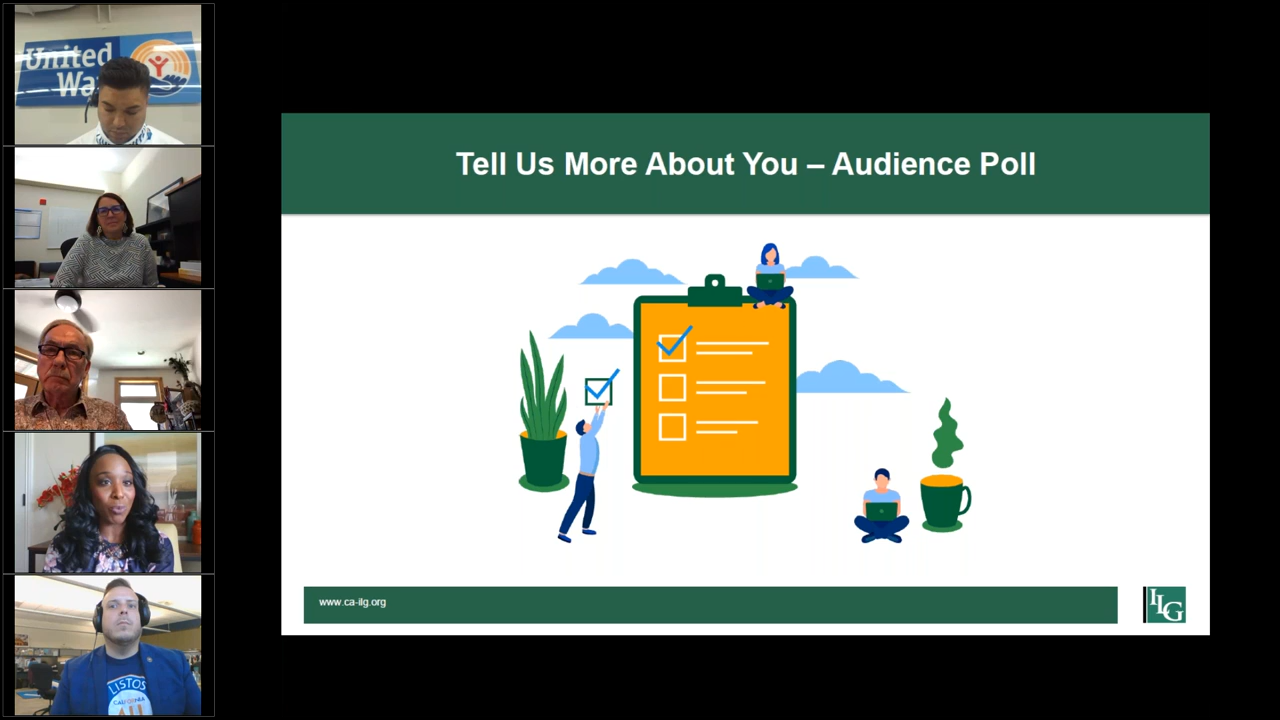 United
Way
Tell Us More About You – Audience Poll
LISTOS
CALIFORNIA
www.ca-ilg.org
ILG